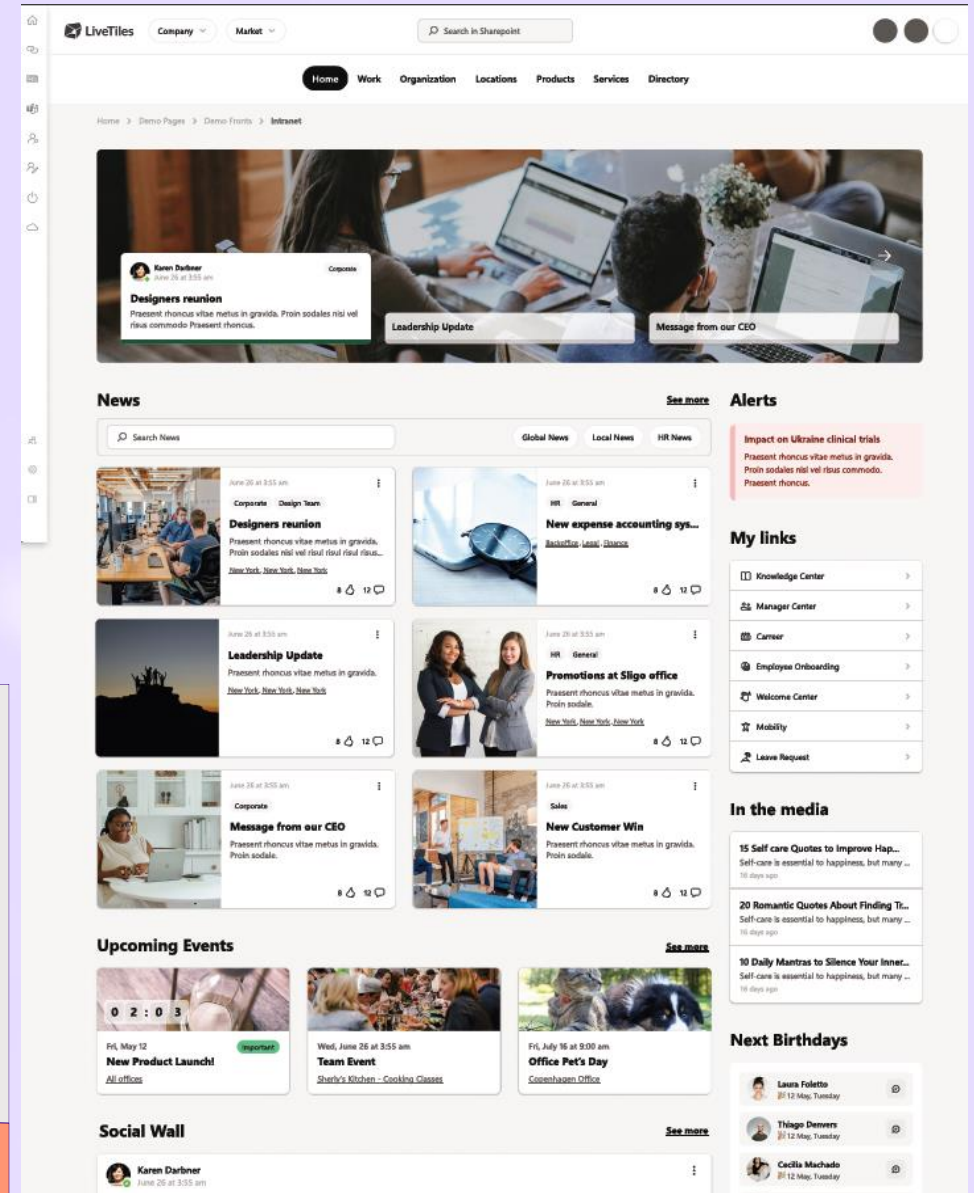 LiveTiles
Company
Market
Search in Sharepoint
Home Work Organization Locations Products Services Directory
Home > Demo Pages > Demo Fronts > Intranet
Karen Darbner
June 26 at 3:55 am
Corporate
Designers reunion
Praesent rhoncus vitae metus in gravida. Proin sodales nisi vel
risus commodo Praesent rhoncus.
Leadership Update
Message from our CEO
News
See more
Search News
Global News
Local News
HR News
June 26 at 3:55 am
Corporate Design Team
Designers reunion
Praesent rhoncus vitae metus in gravida.
Proin sodales nisi vel risul risul risul risus...
New York, New York, New York
8 12
June 26 at 3:55 am
HR General
New expense accounting sys...
Backoffice, Legal, Finance
8 12
June 26 at 3:55 am
Leadership Update
Praesent rhoncus vitae metus in gravida.
New York, New York, New York
8 12
June 26 at 3:55 am
HR General
Promotions at Sligo office
Praesent rhoncus vitae metus in gravida.
Proin sodale.
New York, New York, New York
8 12
June 26 at 3:55 am
Corporate
Message from our CEO
Praesent rhoncus vitae metus in gravida.
Proin sodale.
8 12
June 26 at 3:55 am
Sales
New Customer Win
Praesent rhoncus vitae metus in gravida.
Proin sodale.
8 12
Upcoming Events
See more
02:03
Fri, May 12
Important
New Product Launch!
All offices
Wed, June 26 at 3:55 am
Team Event
Sherly's Kitchen - Cooking Classes
Fri, July 16 at 9:00 am
Office Pet's Day
Copenhagen Office
Social Wall
See more
Karen Darbner
June 26 at 3:55 am
Alerts
Impact on Ukraine clinical trials
Praesent rhoncus vitae metus in gravida.
Proin sodales nisl vel risus commodo.
Praesent rhoncus.
My links
Knowledge Center
Manager Center
Carreer
Employee Onboarding
Welcome Center
Mobility
Leave Request
In the media
15 Self care Quotes to Improve Hap...
Self-care is essential to happiness, but many ...
16 days ago
20 Romantic Quotes About Finding Tr...
Self-care is essential to happiness, but many ...
16 days ago
10 Daily Mantras to Silence Your Inner...
Self-care is essential to happiness, but many ...
16 days ago
Next Birthdays
Laura Foletto
12 May, Tuesday
Thiago Denvers
12 May, Tuesday
Cecilia Machado
12 May, Tuesday